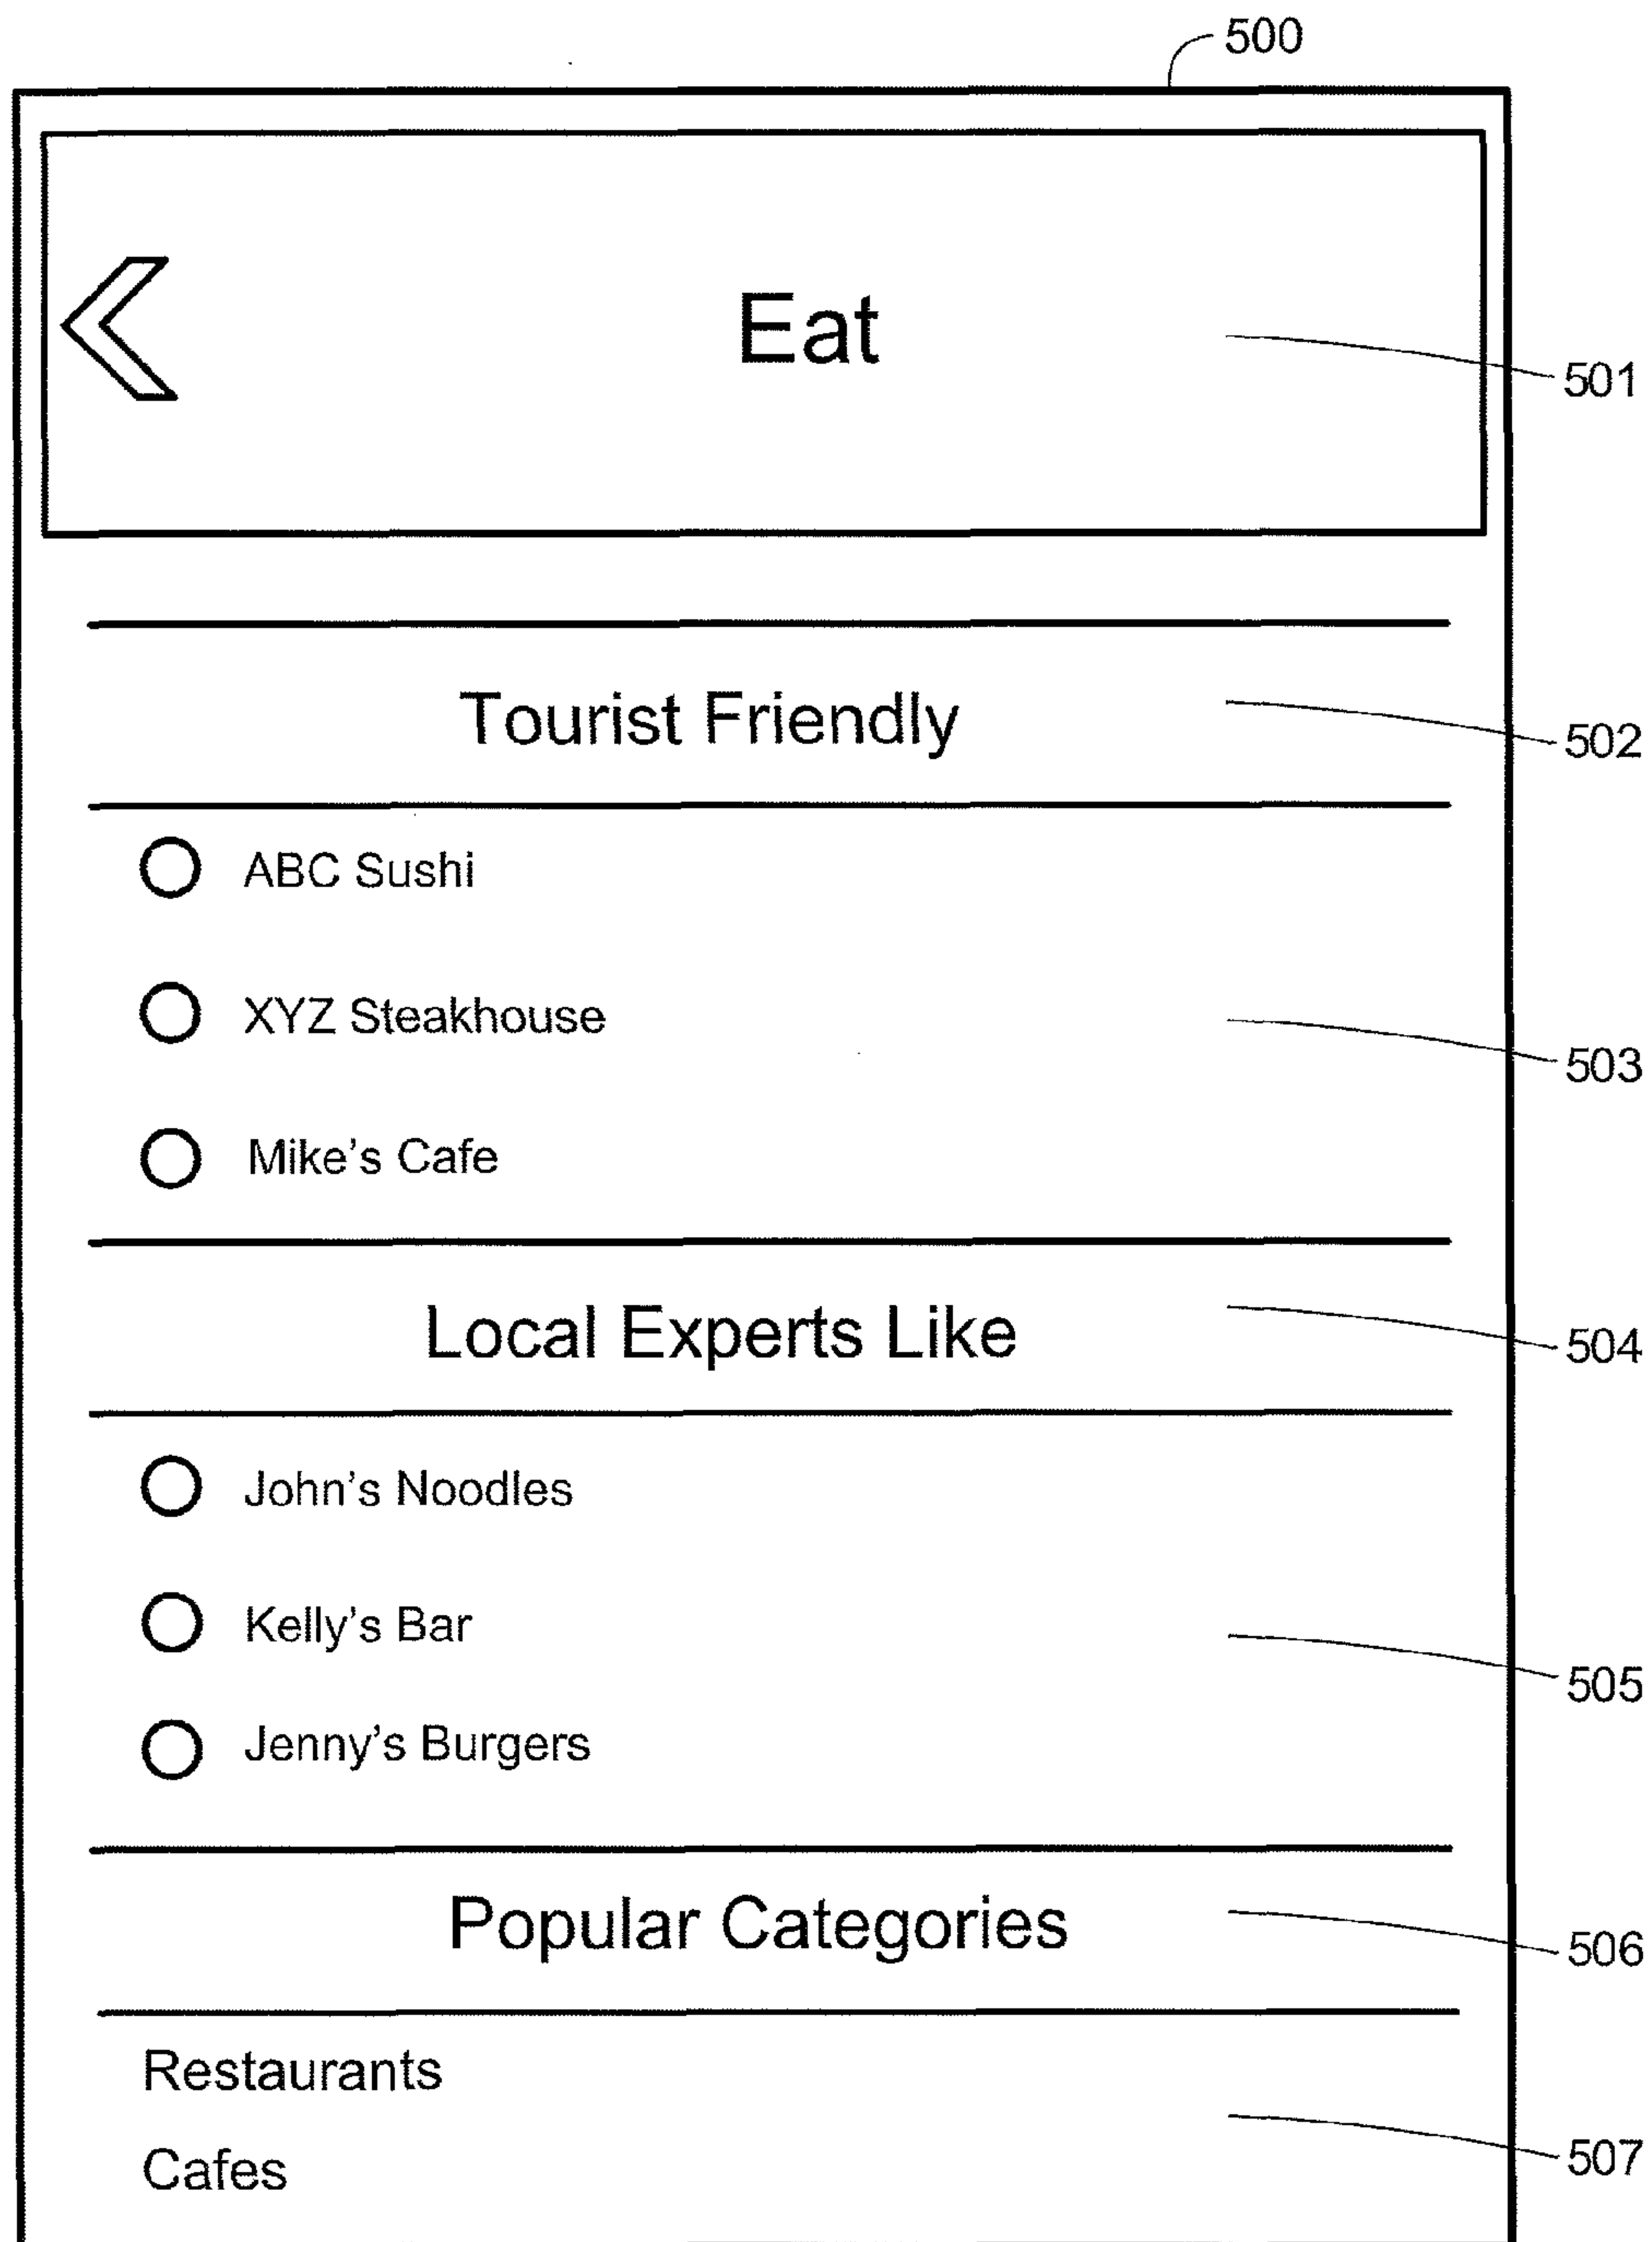 500
Eat
501
Tourist Friendly
502
ABC Sushi
XYZ Steakhouse
503
Mike's Cafe
Local Experts Like
504
John's Noodles
Kelly's Bar
505
Jenny's Burgers
Popular Categories
506
Restaurants
507
Cafes